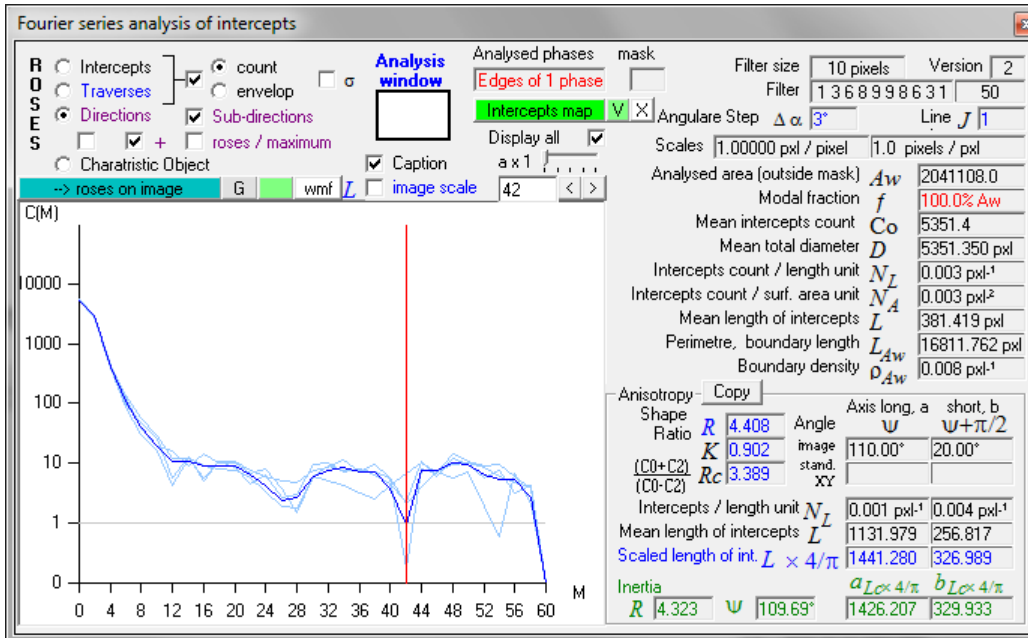 Fourier series analysis of intercepts
ROSES
Intercepts
Traverses
Directions
count
envelop
σ
Sub-directions
+ roses / maximum
Charatristic Object
--> roses on image G wmf L image scale
Analysis window
Caption
Analysed phases mask
Edges of 1 phase
Intercepts map V X
Display all
a x 1
42 < >
Filter size 10 pixels Version 2
Filter 1 3 6 8 9 9 8 6 3 1 50
Angulare Step Δ α 3° Line J 1
Scales 1.00000 pxl / pixel 1.0 pixels / pxl
Analysed area (outside mask) Aw 2041108.0
Modal fraction f 100.0% Aw
Mean intercepts count Co 5351.4
Mean total diameter D 5351.350 pxl
Intercepts count / length unit N_L 0.003 pxl-¹
Intercepts count / surf. area unit N_A 0.003 pxl-²
Mean length of intercepts L 381.419 pxl
Perimetre, boundary length L_Aw 16811.762 pxl
Boundary density ρ_Aw 0.008 pxl-¹
C(M)
10000
1000
100
10
1
0
0 4 8 12 16 20 24 28 32 36 40 44 48 52 56 60 M
Anisotropy Copy
Axis long, a short, b
Shape Ratio R 4.408 Angle Ψ Ψ+π/2
K 0.902 image 110.00° 20.00°
(C0+C2)
(C0-C2) Rc 3.389 stand. XY
Intercepts / length unit N_L 0.001 pxl-¹ 0.004 pxl-¹
Mean length of intercepts L 1131.979 256.817
Scaled length of int. L × 4/π 1441.280 326.989
Inertia a Lc× 4/π b Lc× 4/π
R 4.323 Ψ 109.69° 1426.207 329.933